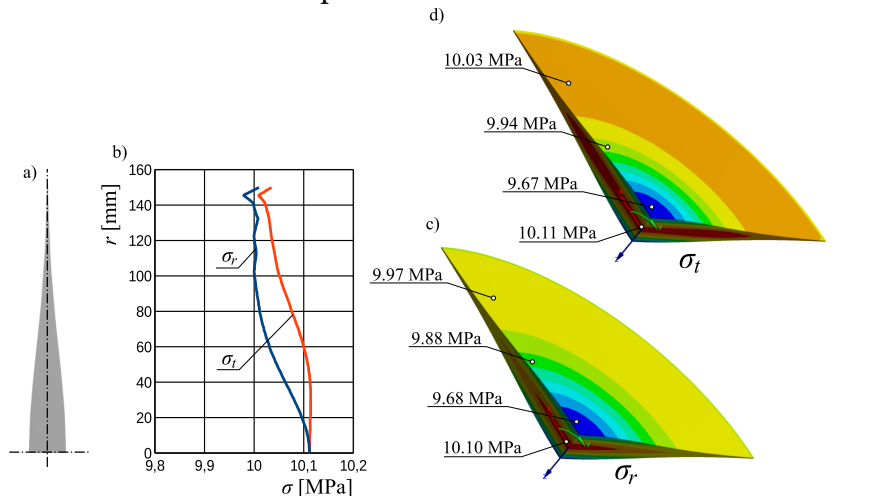 a)
b)
160
140
120
100
80
60
40
20
0
r [mm]
σr
σt
9,8
9,9
10
10,1
10,2
σ [MPa]
d)
10.03 MPa
9.94 MPa
9.67 MPa
10.11 MPa
σt
c)
9.97 MPa
9.88 MPa
9.68 MPa
10.10 MPa
σr